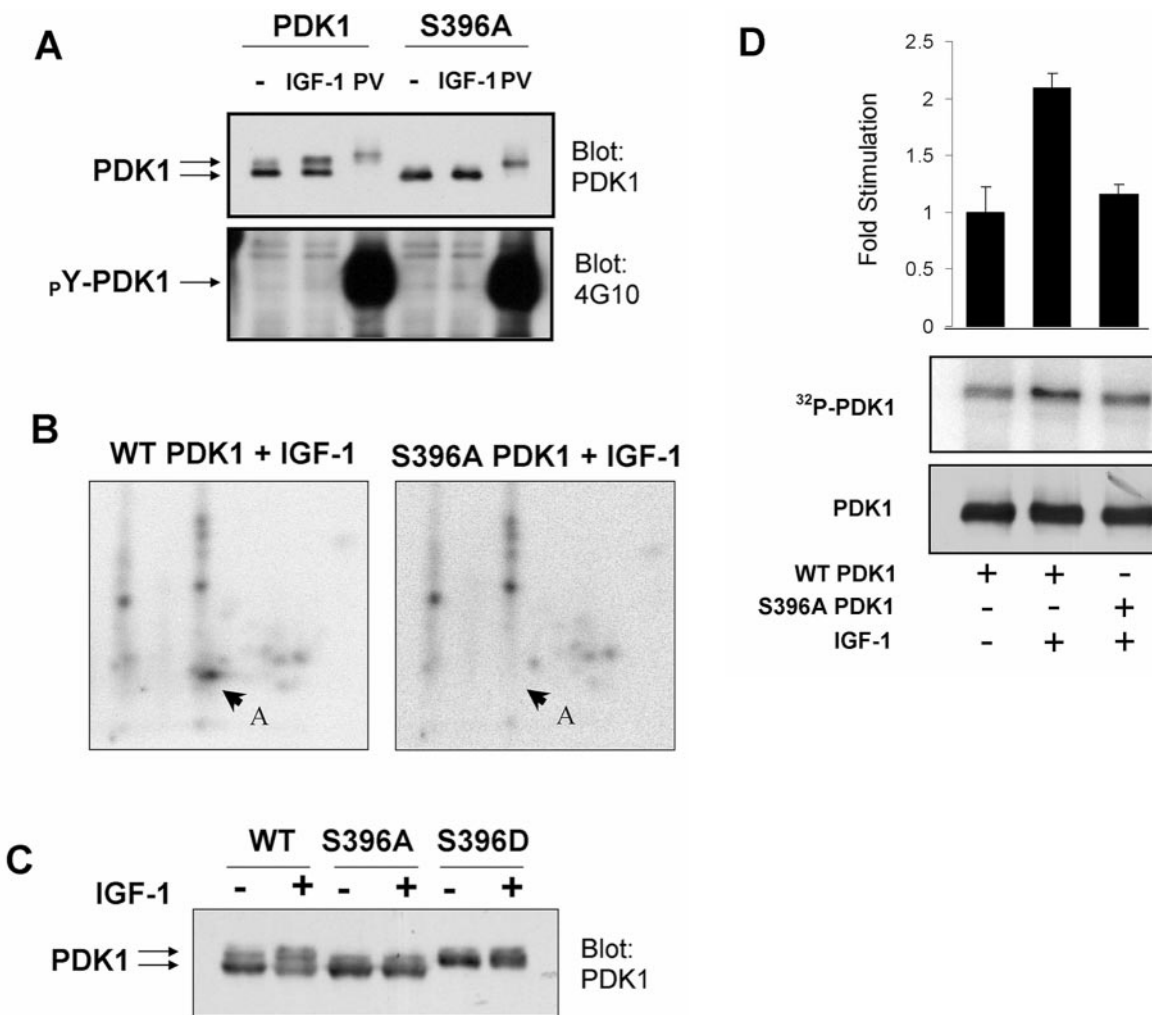 A
PDK1 S396A
- IGF-1 PV - IGF-1 PV
PDK1
Blot:
PDK1
PY-PDK1
Blot:
4G10
B
WT PDK1 + IGF-1 S396A PDK1 + IGF-1
A A
C
WT S396A S396D
IGF-1 - + - + - +
PDK1
Blot:
PDK1
D
Fold Stimulation
2.5
2
1.5
1
0.5
0
32P-PDK1
PDK1
WT PDK1 + + -
S396A PDK1 - - +
IGF-1 - + +